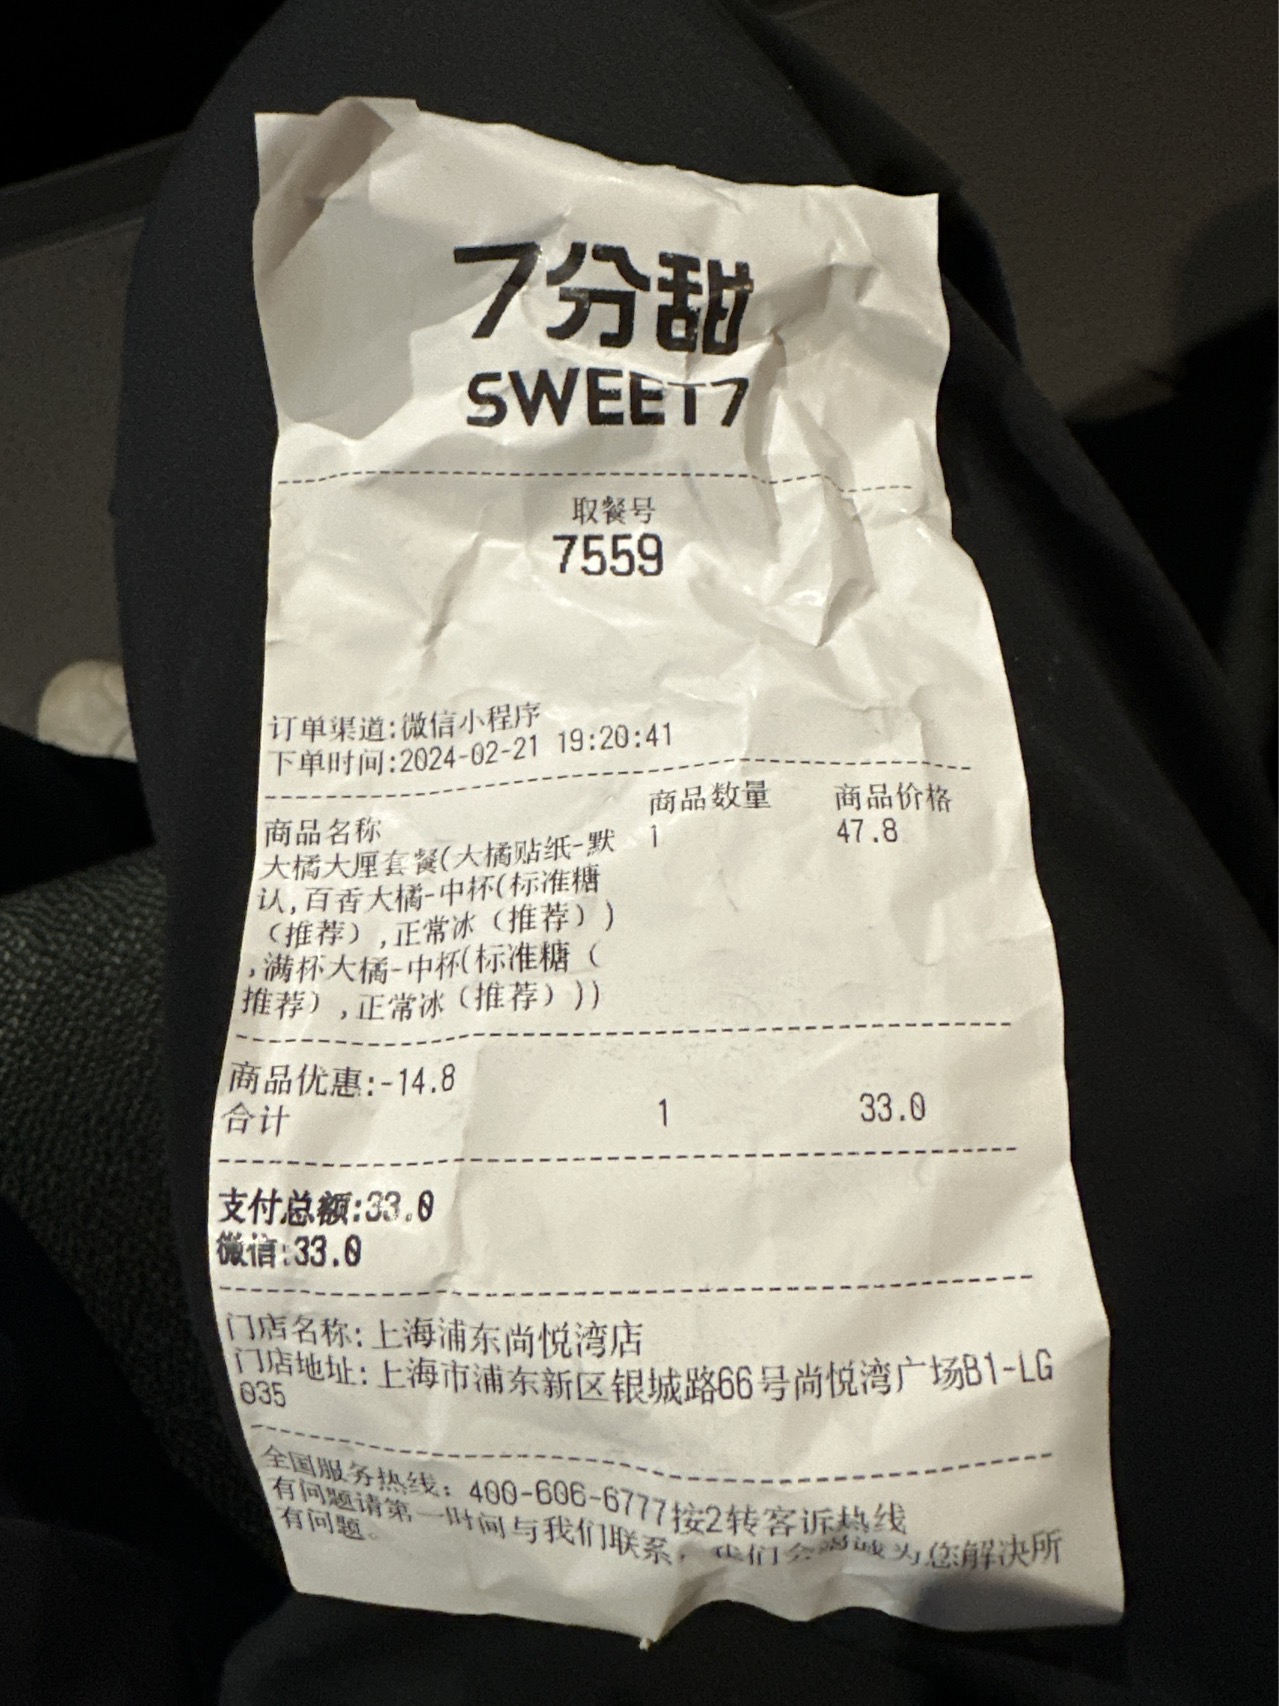 7分甜
SWEET7
取餐号
7559
订单渠道:微信小程序
下单时间:2024-02-21 19:20:41
商品名称 商品数量 商品价格
大橘大厘套餐(大橘贴纸-默 1 47.8
认,百香大橘-中杯(标准糖
（推荐）,正常冰（推荐）)
,满杯大橘-中杯(标准糖（
推荐）,正常冰（推荐）))
商品优惠:-14.8
合计 1 33.0
支付总额:33.0
微信:33.0
门店名称:上海浦东尚悦湾店
门店地址:上海市浦东新区银城路66号尚悦湾广场B1-LG
035
全国服务热线：400-606-6777按2转客诉热线
有问题请第一时间与我们联系，我们会竭诚为您解决所
有问题。